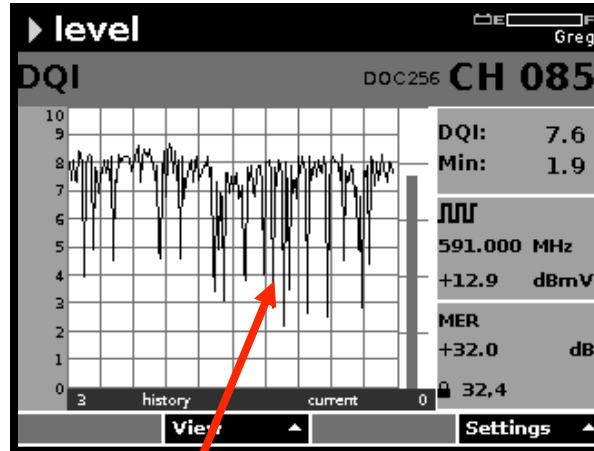 level
E F
Greg
DQI DOC256 CH 085
10
9
8
7
6
5
4
3
2
1
0
3 history current 0
DQI: 7.6
Min: 1.9
591.000 MHz
+12.9 dBmV
MER
+32.0 dB
32,4
View Settings